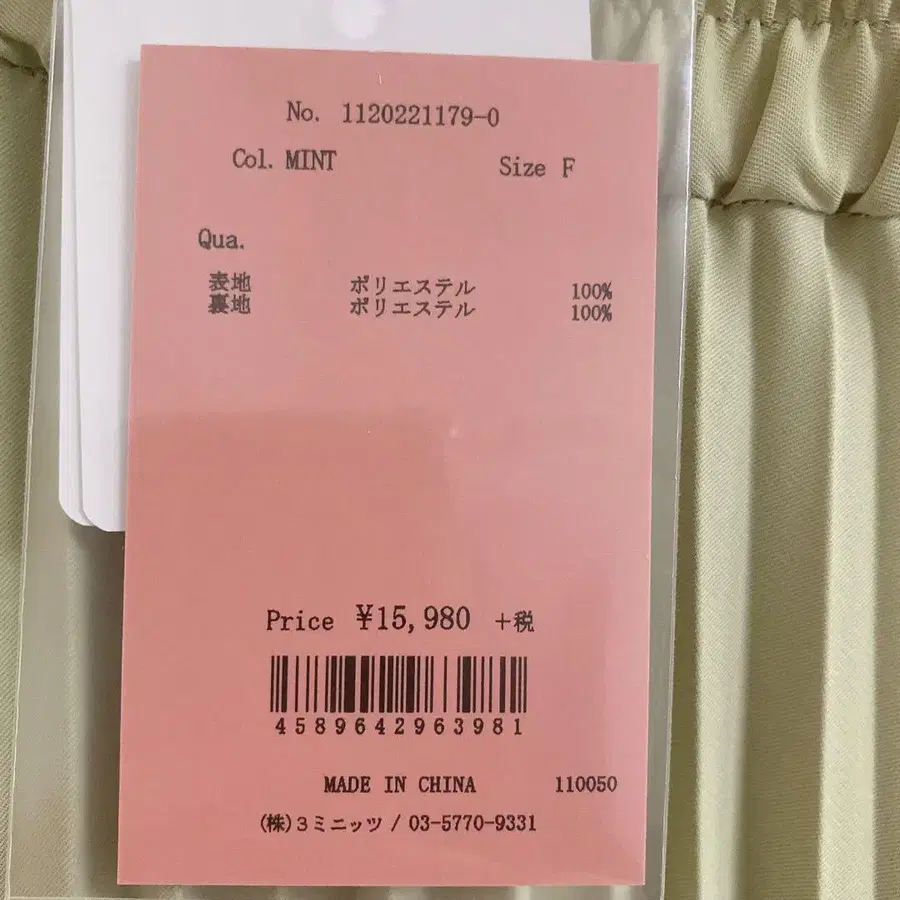 No. 1120221179-0
Col. MINT Size F
Qua.
表地 ポリエステル 100%
裏地 ポリエステル 100%
Price ¥15,980 +税
4589642963981
MADE IN CHINA 110050
(株)3ミニッツ / 03-5770-9331